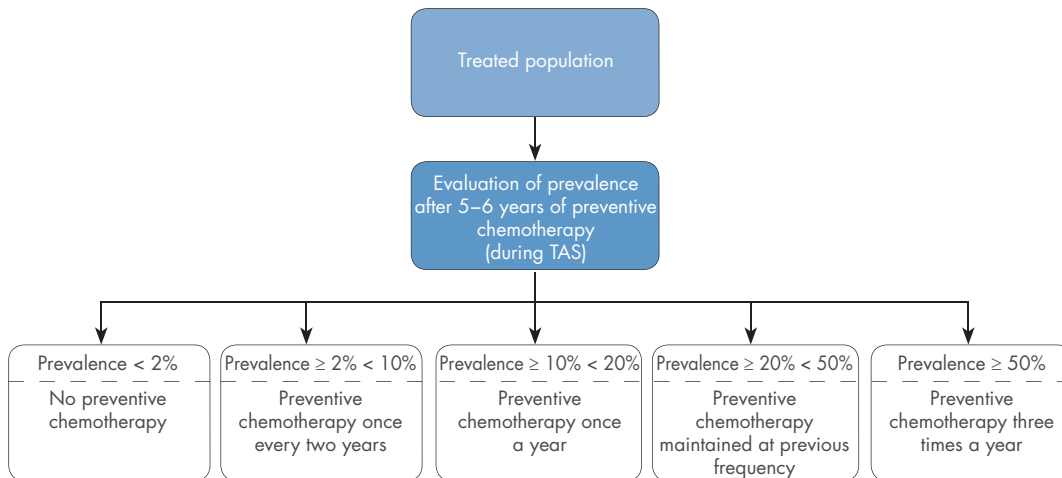 Treated population
Evaluation of prevalence
after 5–6 years of preventive
chemotherapy
(during TAS)
Prevalence < 2%
No preventive
chemotherapy
Prevalence ≥ 2% < 10%
Preventive
chemotherapy once
every two years
Prevalence ≥ 10% < 20%
Preventive
chemotherapy once
a year
Prevalence ≥ 20% < 50%
Preventive
chemotherapy
maintained at previous
frequency
Prevalence ≥ 50%
Preventive
chemotherapy three
times a year